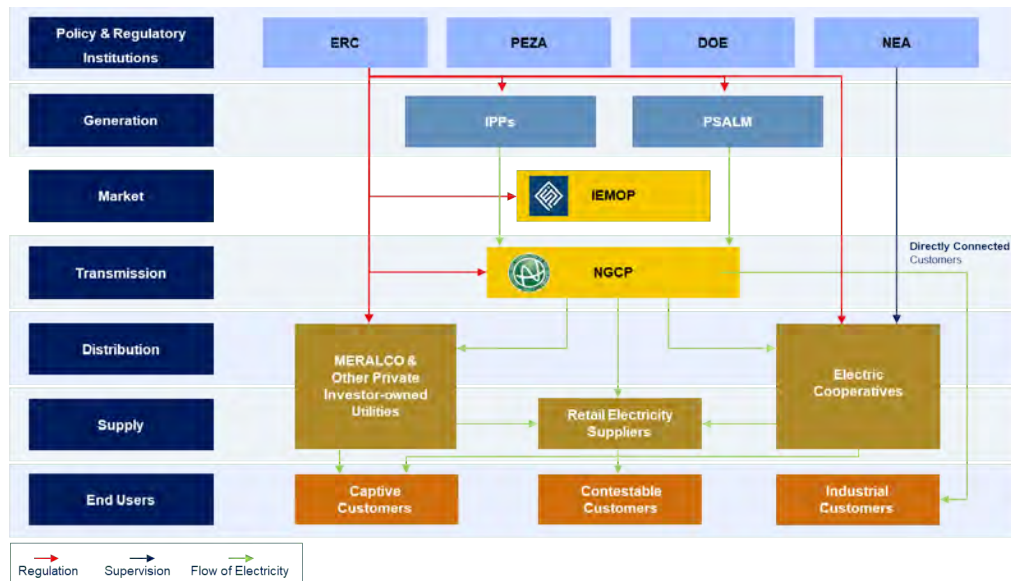 Policy & Regulatory
Institutions
ERC
PEZA
DOE
NEA
Generation
IPPs
PSALM
Market
IEMOP
Transmission
NGCP
Directly Connected
Customers
Distribution
MERALCO &
Other Private
Investor-owned
Utilities
Electric
Cooperatives
Supply
Retail Electricity
Suppliers
End Users
Captive
Customers
Contestable
Customers
Industrial
Customers
Regulation
Supervision
Flow of Electricity